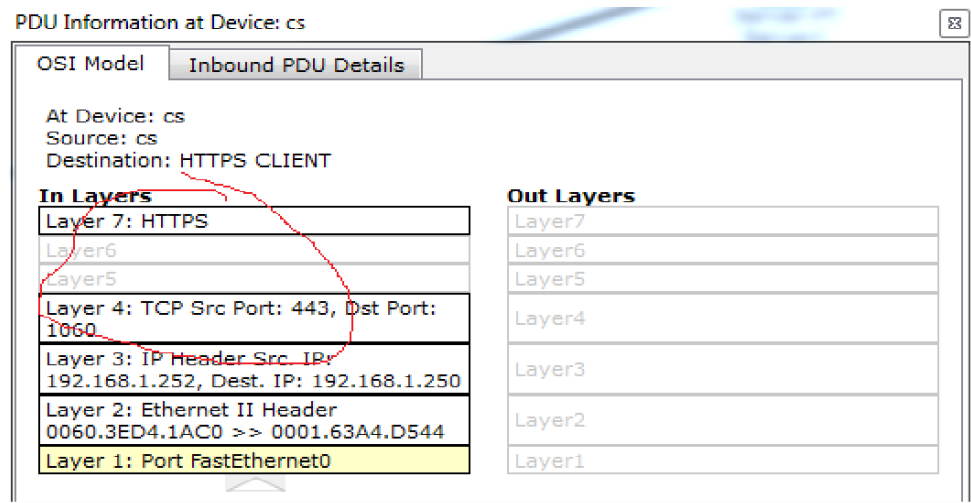 PDU Information at Device: cs
OSI Model
Inbound PDU Details
At Device: cs
Source: cs
Destination: HTTPS CLIENT
In Layers
Layer 7: HTTPS
Layer6
Layer5
Layer 4: TCP Src Port: 443, Dst Port:
1060
Layer 3: IP Header Src. IP:
192.168.1.252, Dest. IP: 192.168.1.250
Layer 2: Ethernet II Header
0060.3ED4.1AC0 >> 0001.63A4.D544
Layer 1: Port FastEthernet0
Out Layers
Layer7
Layer6
Layer5
Layer4
Layer3
Layer2
Layer1